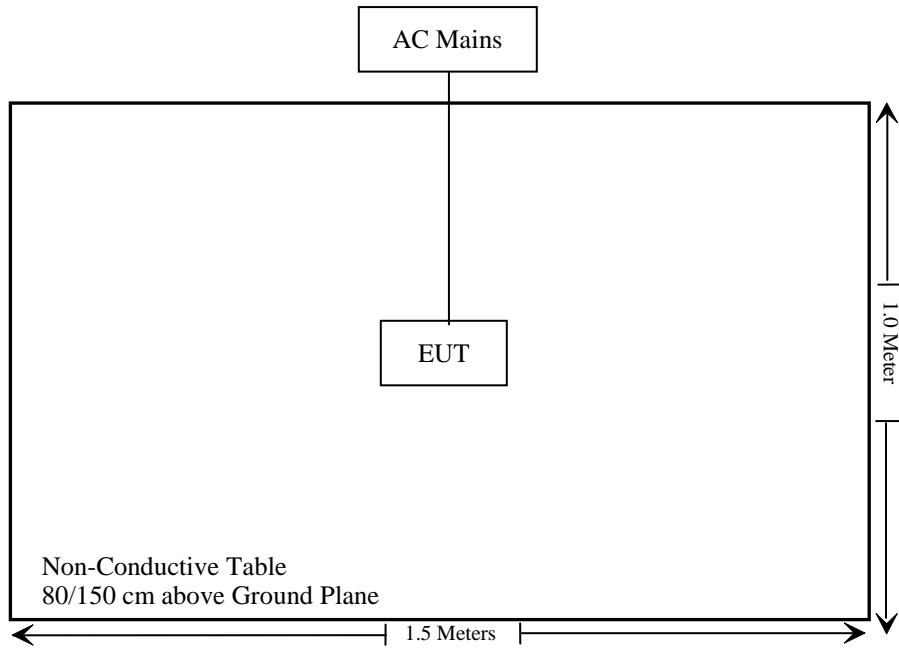 AC Mains
EUT
1.0 Meter
Non-Conductive Table
80/150 cm above Ground Plane
1.5 Meters